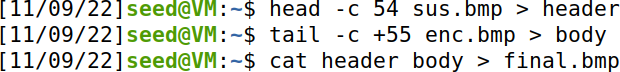 [11/09/22]seed@VM:~$ head -c 54 sus.bmp > header
[11/09/22]seed@VM:~$ tail -c +55 enc.bmp > body
[11/09/22]seed@VM:~$ cat header body > final.bmp